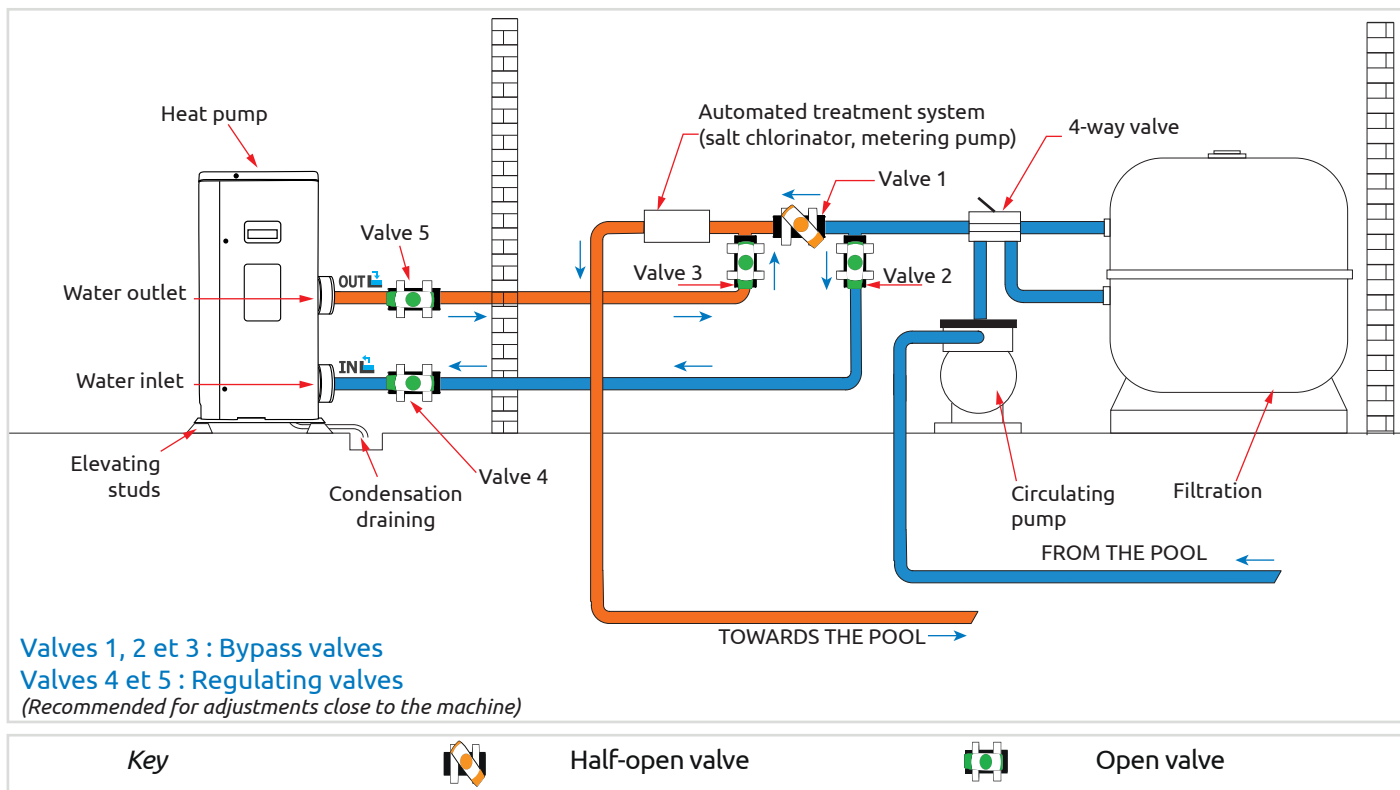 Heat pump
Automated treatment system
(salt chlorinator, metering pump)
4-way valve
Valve 1
Valve 5
Valve 3
Valve 2
OUT
Water outlet
IN
Water inlet
Elevating
studs
Condensation
draining
Valve 4
Circulating
pump
Filtration
FROM THE POOL
TOWARDS THE POOL
Valves 1, 2 et 3 : Bypass valves
Valves 4 et 5 : Regulating valves
(Recommended for adjustments close to the machine)
Key
Half-open valve
Open valve